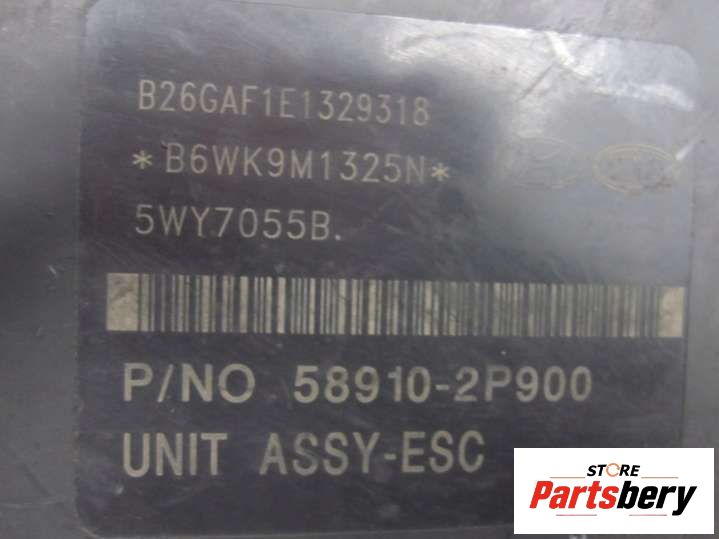 B26GAF1E1329318
*B6WK9M1325N*
5WY7055B.
P/NO 58910-2P900
UNIT ASSY-ESC
STORE
Partsbery